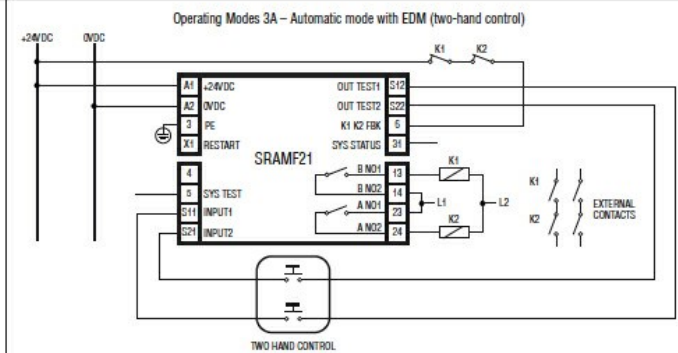 Operating Modes 3A – Automatic mode with EDM (two-hand control)
+24VDC
0VDC
K1
K2
A1 +24VDC
OUT TEST1 S12
A2 0VDC
OUT TEST2 S22
3 PE
K1 K2 FBK 6
X1 RESTART
SYS STATUS 31
SRAMF21
4
B NO1 13
K1
5 SYS TEST
B NO2 14
L1
L2
S11 INPUT1
A NO1 23
S21 INPUT2
A NO2 24
K2
K1
K2
EXTERNAL
CONTACTS
TWO HAND CONTROL